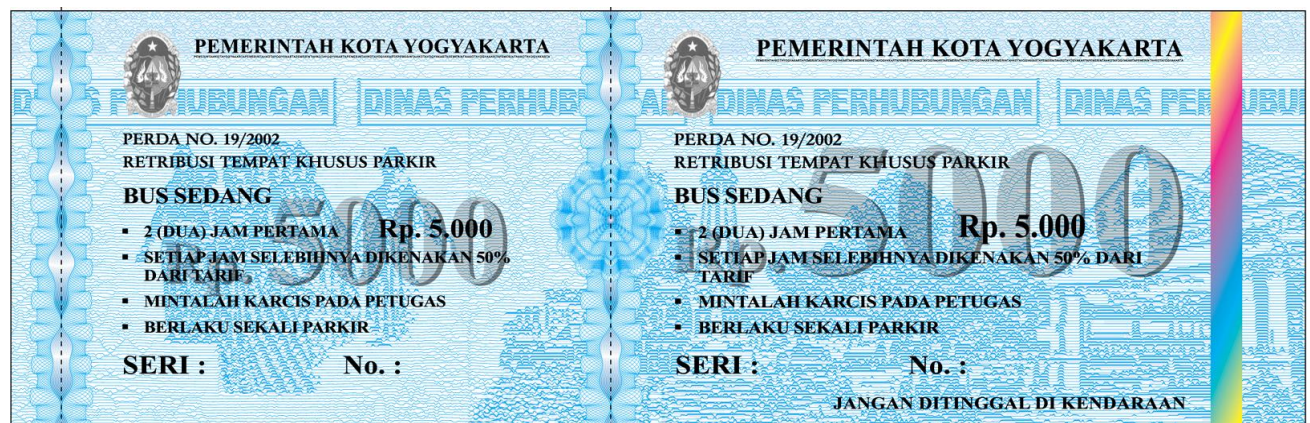 PEMERINTAH KOTA YOGYAKARTA
DINAS PERHUBUNGAN
PERDA NO. 19/2002
RETRIBUSI TEMPAT KHUSUS PARKIR
BUS SEDANG
Rp. 5000
▪ 2 (DUA) JAM PERTAMA Rp. 5.000
▪ SETIAP JAM SELEBIHNYA DIKENAKAN 50%
DARI TARIF
▪ MINTALAH KARCIS PADA PETUGAS
▪ BERLAKU SEKALI PARKIR
SERI : No. :
PEMERINTAH KOTA YOGYAKARTA
DINAS PERHUBUNGAN
PERDA NO. 19/2002
RETRIBUSI TEMPAT KHUSUS PARKIR
BUS SEDANG
Rp. 5000
▪ 2 (DUA) JAM PERTAMA Rp. 5.000
▪ SETIAP JAM SELEBIHNYA DIKENAKAN 50% DARI
TARIF
▪ MINTALAH KARCIS PADA PETUGAS
▪ BERLAKU SEKALI PARKIR
SERI : No. :
JANGAN DITINGGAL DI KENDARAAN